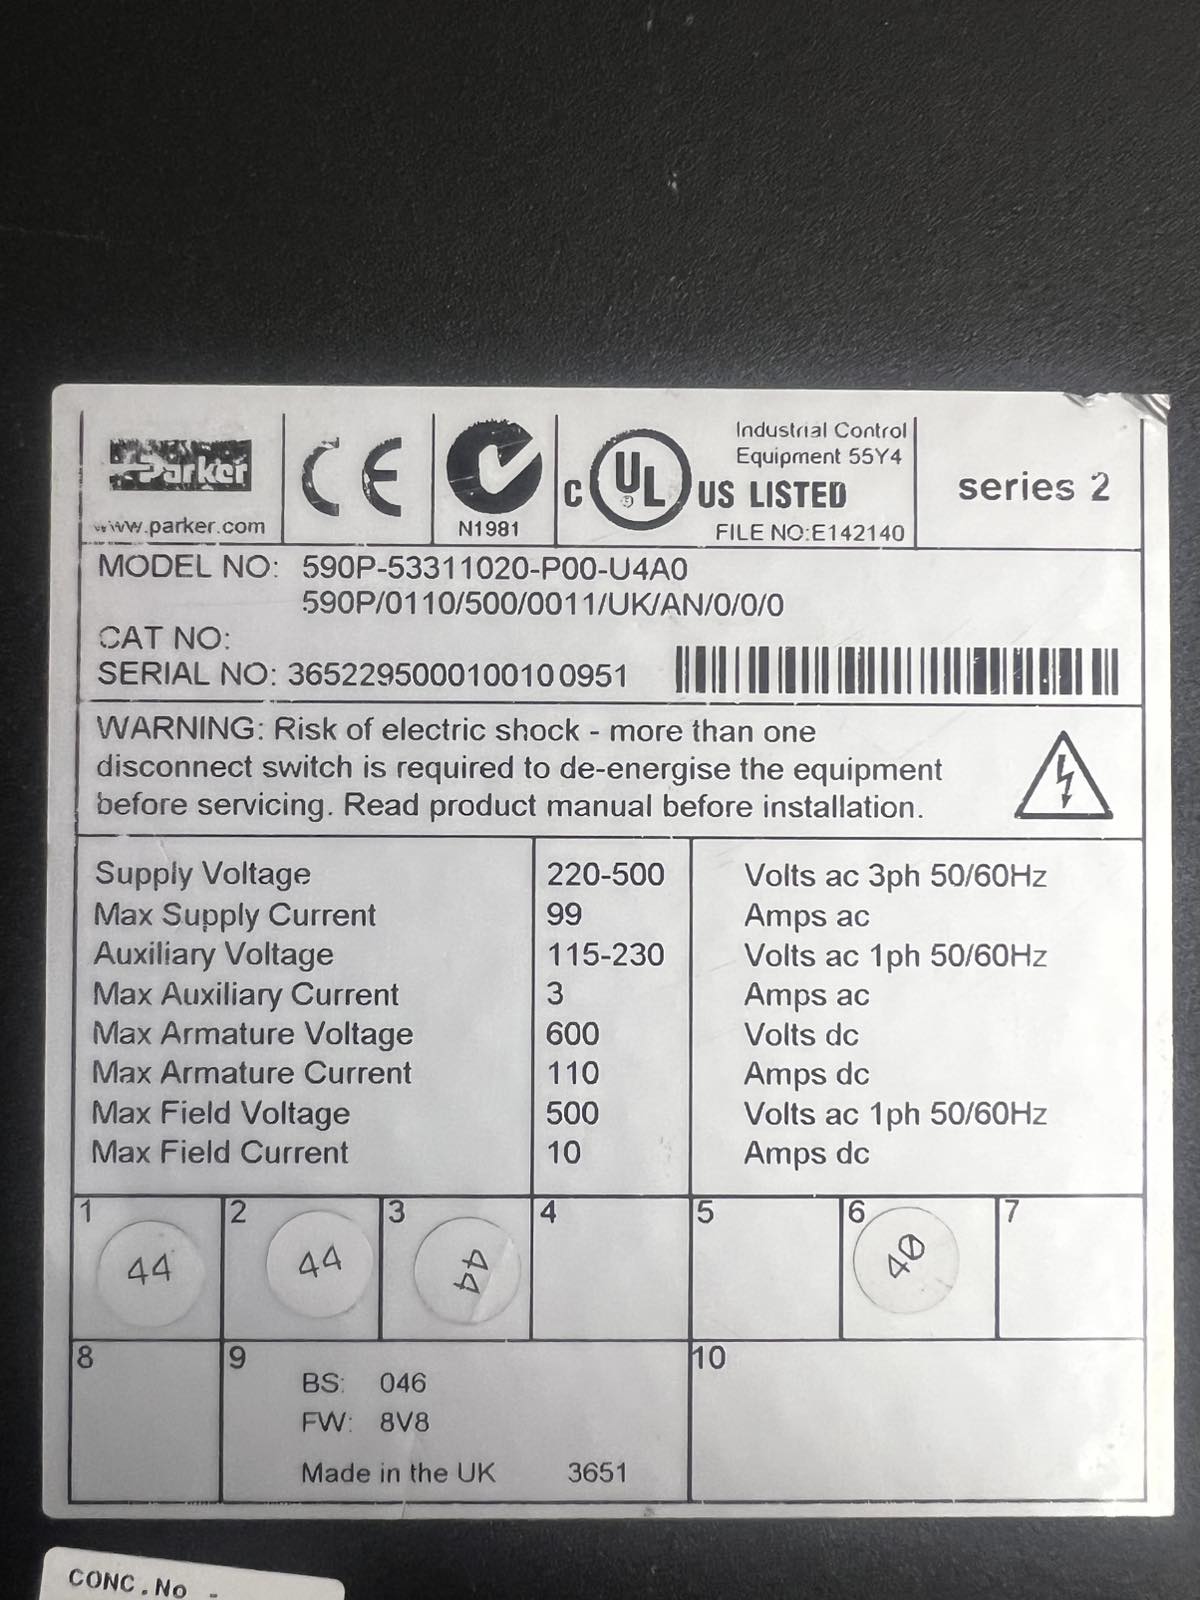 Parker
www.parker.com
CE
N1981
C UL US LISTED
Industrial Control
Equipment 55Y4
FILE NO:E142140
series 2
MODEL NO: 590P-53311020-P00-U4A0
590P/0110/500/0011/UK/AN/0/0/0
CAT NO:
SERIAL NO: 3652295000100100951
WARNING: Risk of electric shock - more than one
disconnect switch is required to de-energise the equipment
before servicing. Read product manual before installation.
Supply Voltage 220-500 Volts ac 3ph 50/60Hz
Max Supply Current 99 Amps ac
Auxiliary Voltage 115-230 Volts ac 1ph 50/60Hz
Max Auxiliary Current 3 Amps ac
Max Armature Voltage 600 Volts dc
Max Armature Current 110 Amps dc
Max Field Voltage 500 Volts ac 1ph 50/60Hz
Max Field Current 10 Amps dc
1 2 3 4 5 6 7
44 44 44 40
8 9 10
BS: 046
FW: 8V8
Made in the UK 3651
CONC.No -